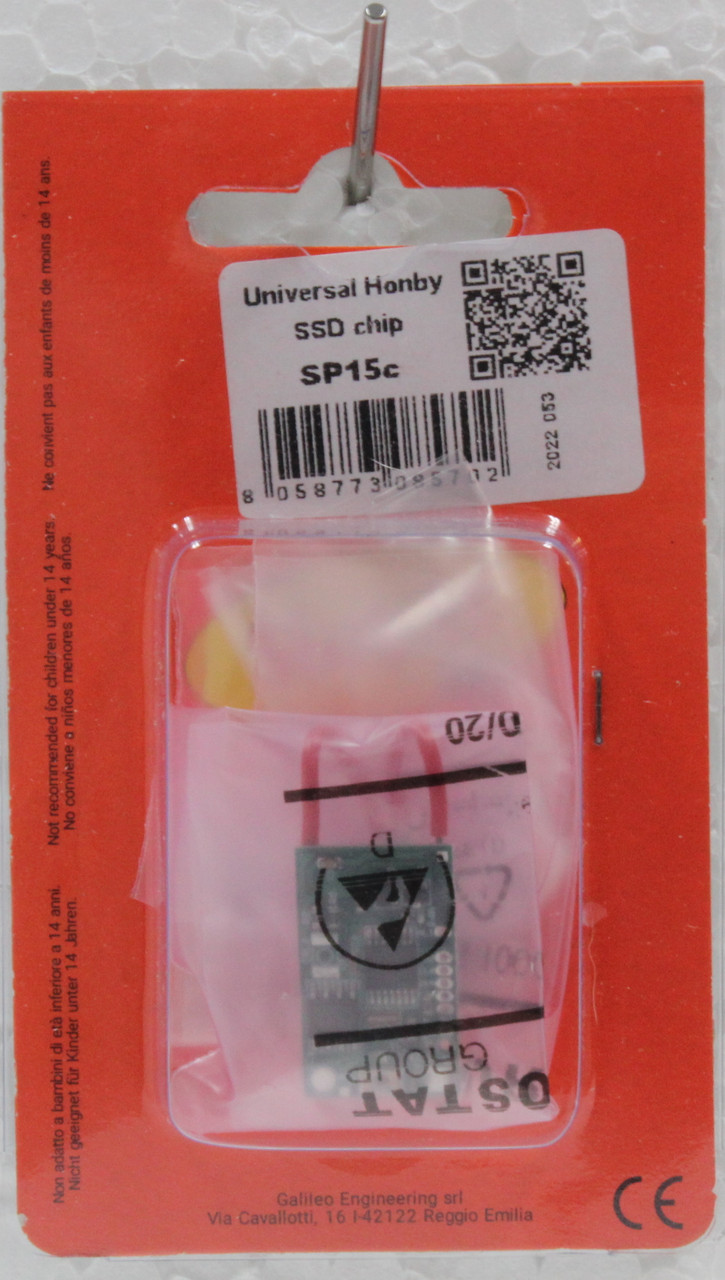 Universal Honby
SSD chip
SP15c
2022 053
8 058773 085702
Ne convient pas aux enfants de moins de 14 ans.
Not recommended for children under 14 years.
No conviene a niños menores de 14 años.
Non adatto a bambini di età inferiore a 14 anni.
Nicht geeignet für Kinder unter 14 Jahren.
0/20
D
GROUP
OSTAT
Galileo Engineering srl
Via Cavallotti, 16 I-42122 Reggio Emilia
CE